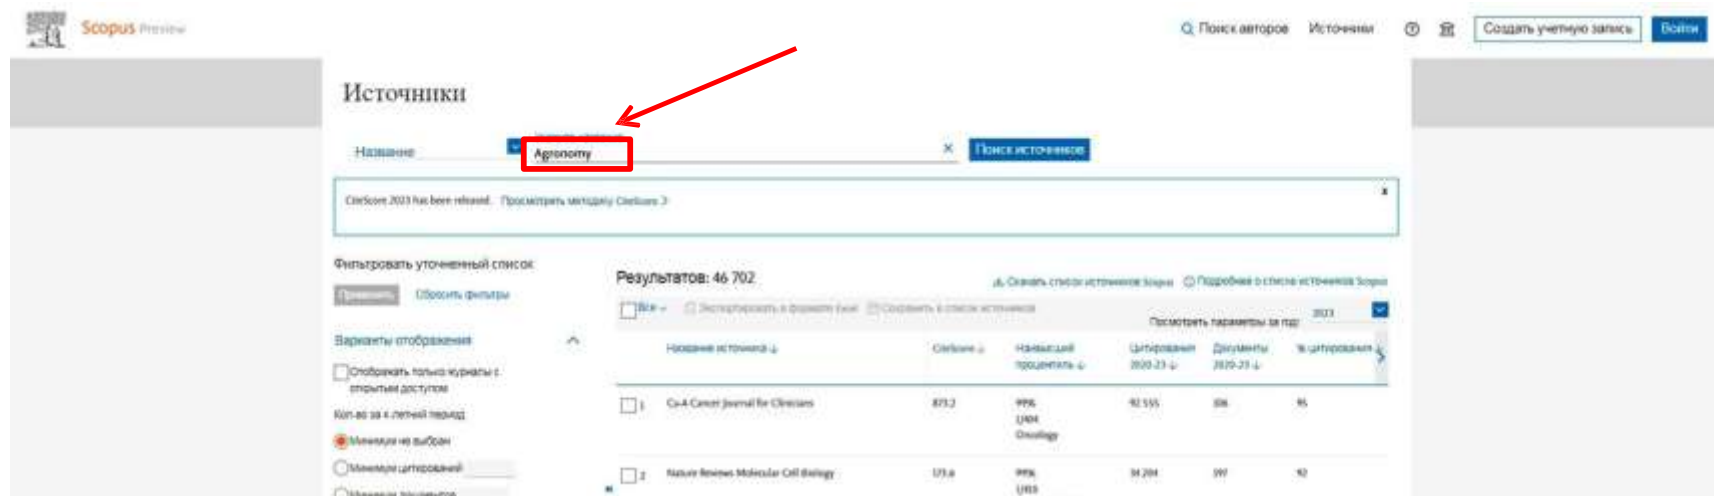 Scopus Preview
Поиск авторов Источники
Создать учетную запись Войти
Источники
Название
Agronomy
Поиск источников
CiteScore 2023 has been released. Просмотреть методику CiteScore
x
Фильтровать уточненный список
Применить Сбросить фильтры
Результатов: 46 702
Скачать список источников Scopus Подробнее о списке источников Scopus
Все Экспортировать в формате Excel Сохранить в список источников
Посмотреть параметры за год: 2023
Варианты отображения
Отображать только журналы с
открытым доступом
Название источника CiteScore Наивысший
процентиль
Цитирования
2020-23
Документы
2020-23
% цитирования
Кол-во за 4-летний период
Минимум не выбран
Минимум цитирований
Минимум документов
1 Ca-A Cancer Journal for Clinicians 873.2 99% 92 555 106 95
1/404
Oncology
2 Nature Reviews Molecular Cell Biology 173.6 99% 34 204 197 92